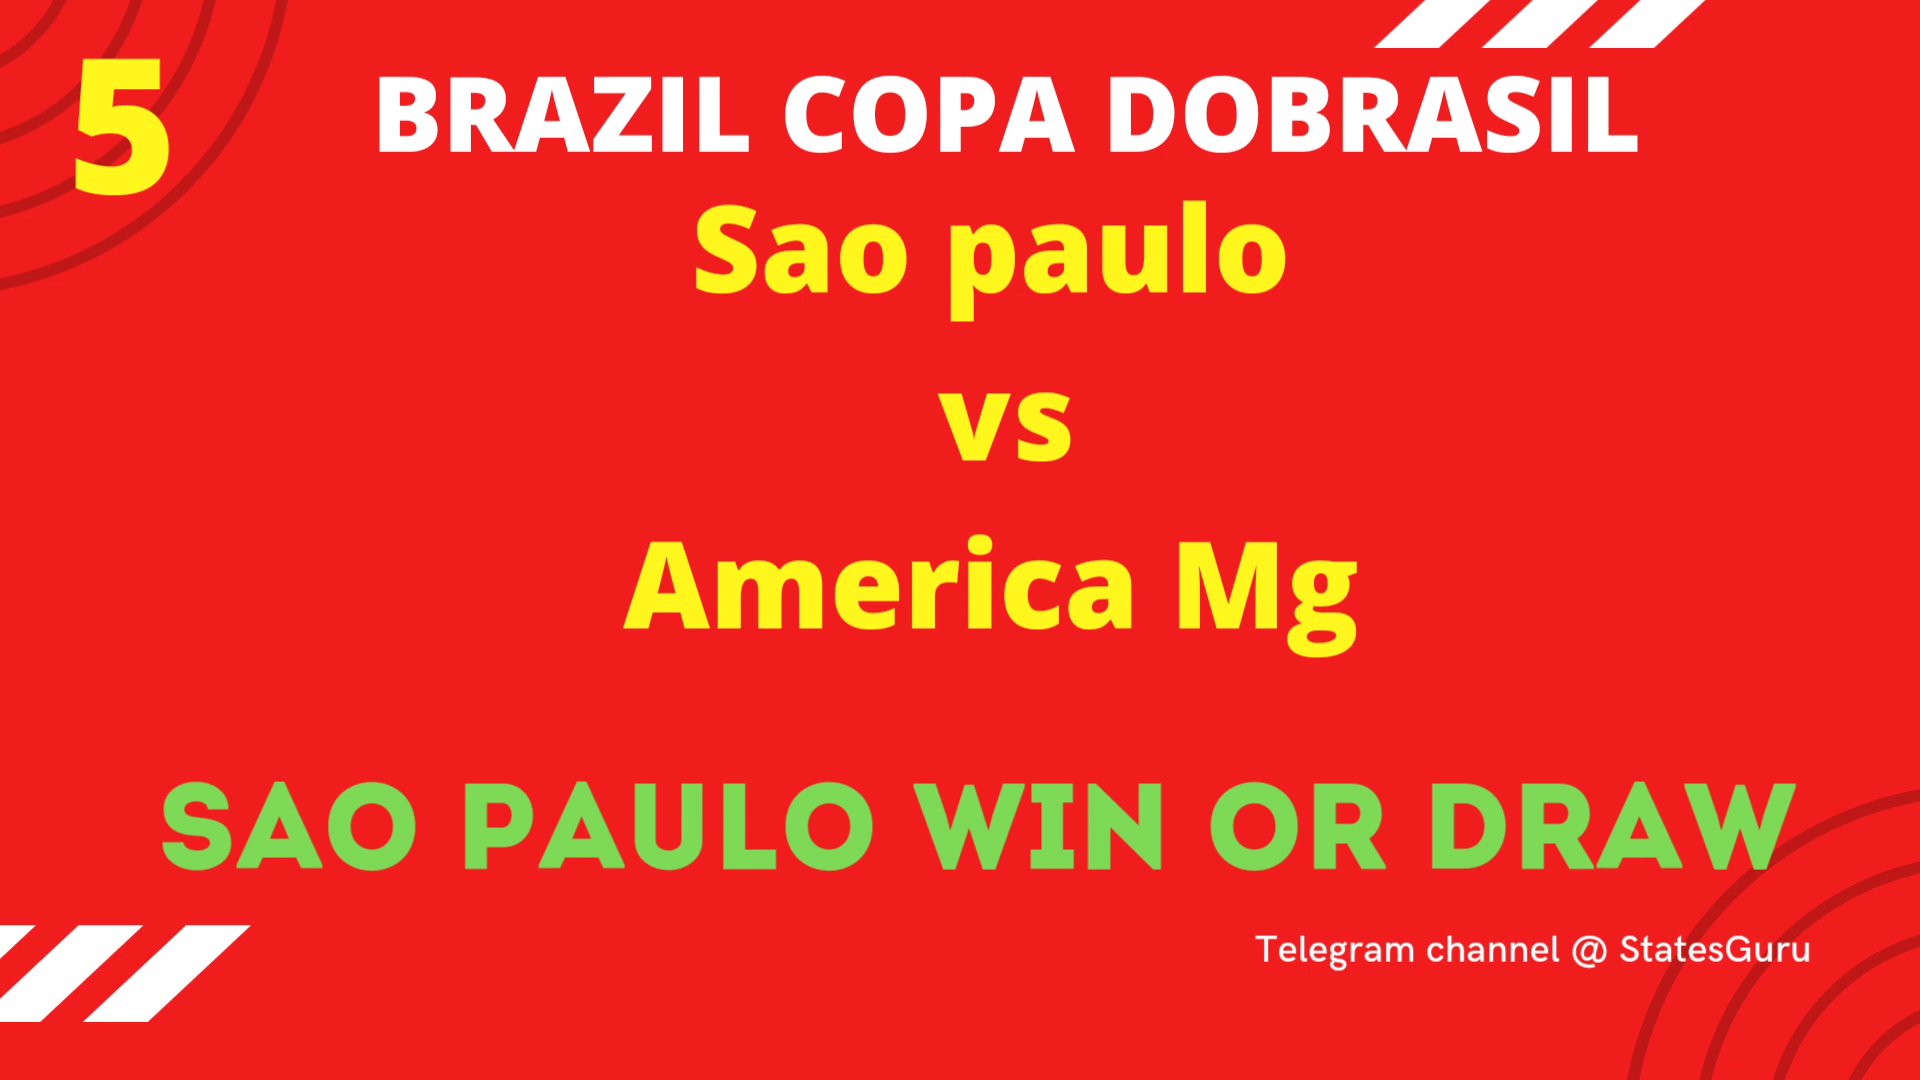 5
BRAZIL COPA DOBRASIL
Sao paulo
vs
America Mg
SAO PAULO WIN OR DRAW
Telegram channel @ StatesGuru